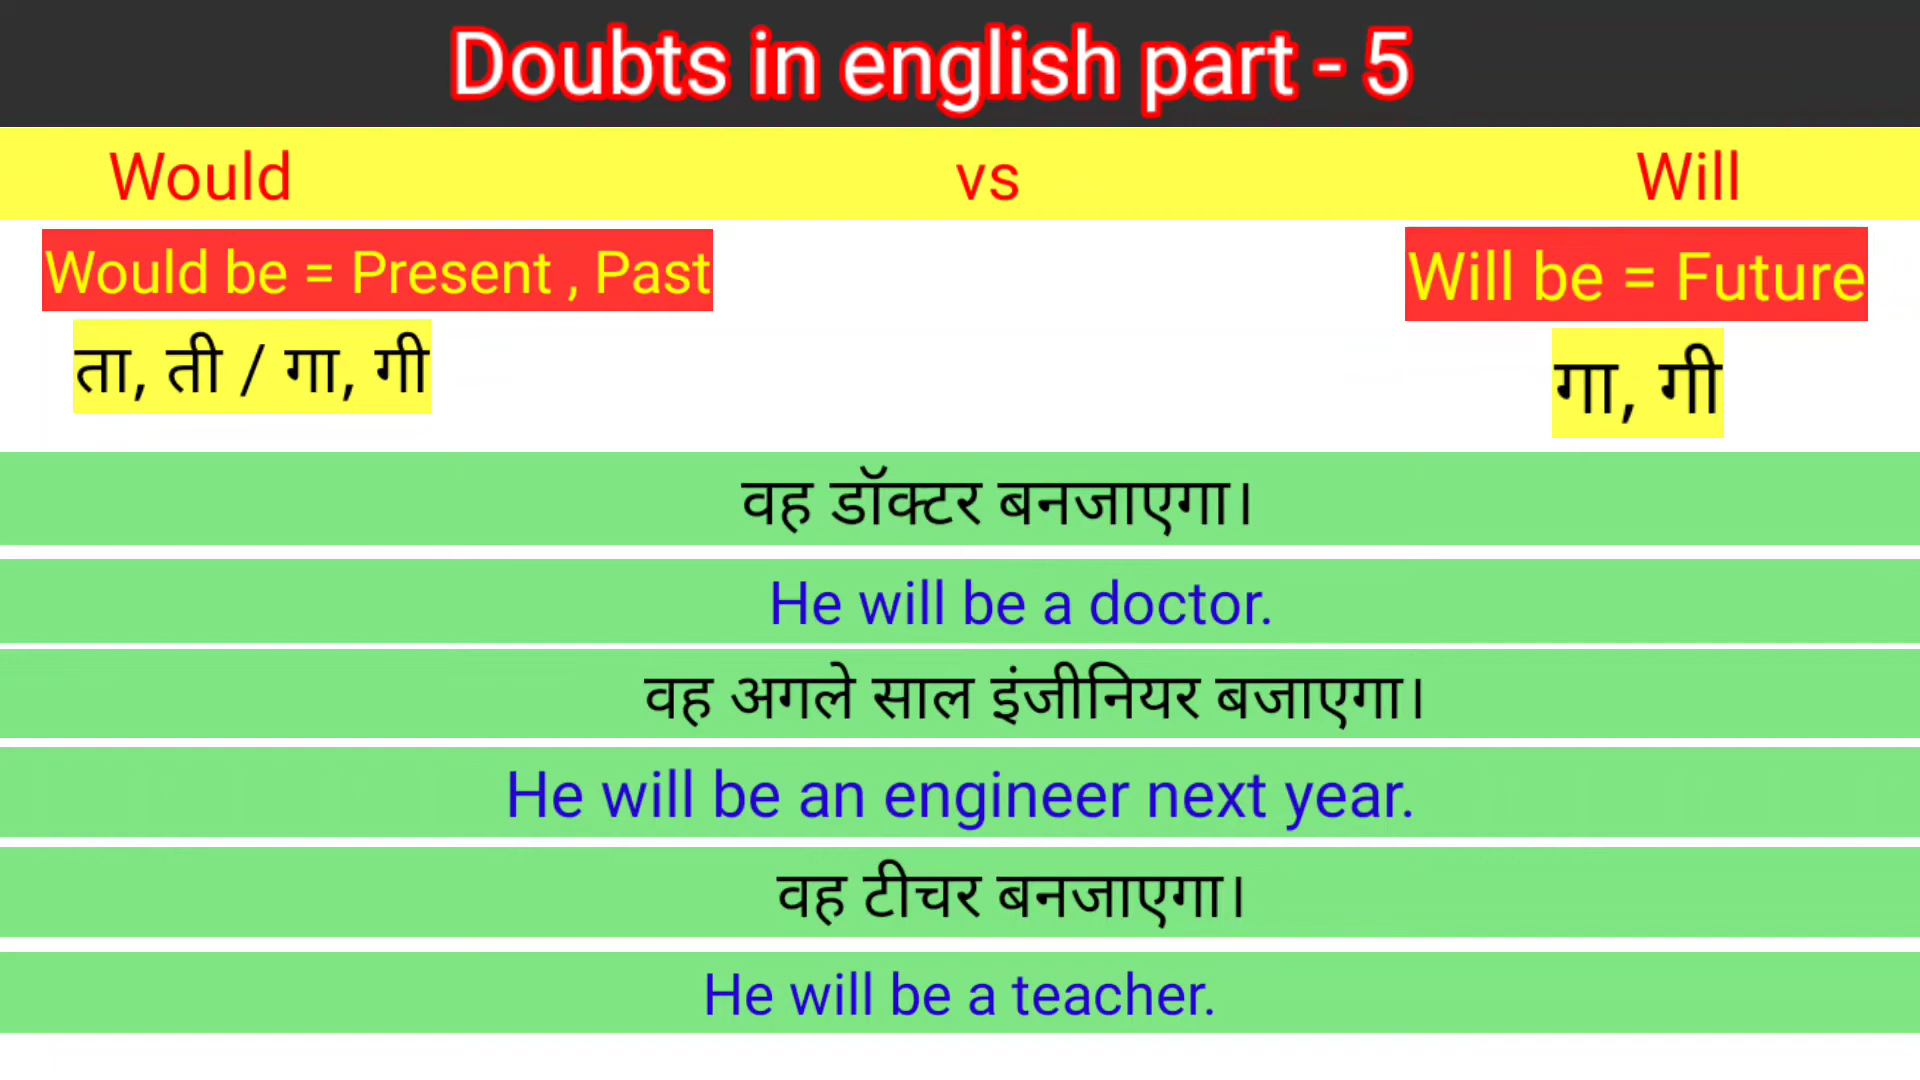 Doubts in english part - 5
Would vs Will
Would be = Present , Past
Will be = Future
ता, ती / गा, गी
गा, गी
वह डॉक्टर बनजाएगा।
He will be a doctor.
वह अगले साल इंजीनियर बजाएगा।
He will be an engineer next year.
वह टीचर बनजाएगा।
He will be a teacher.